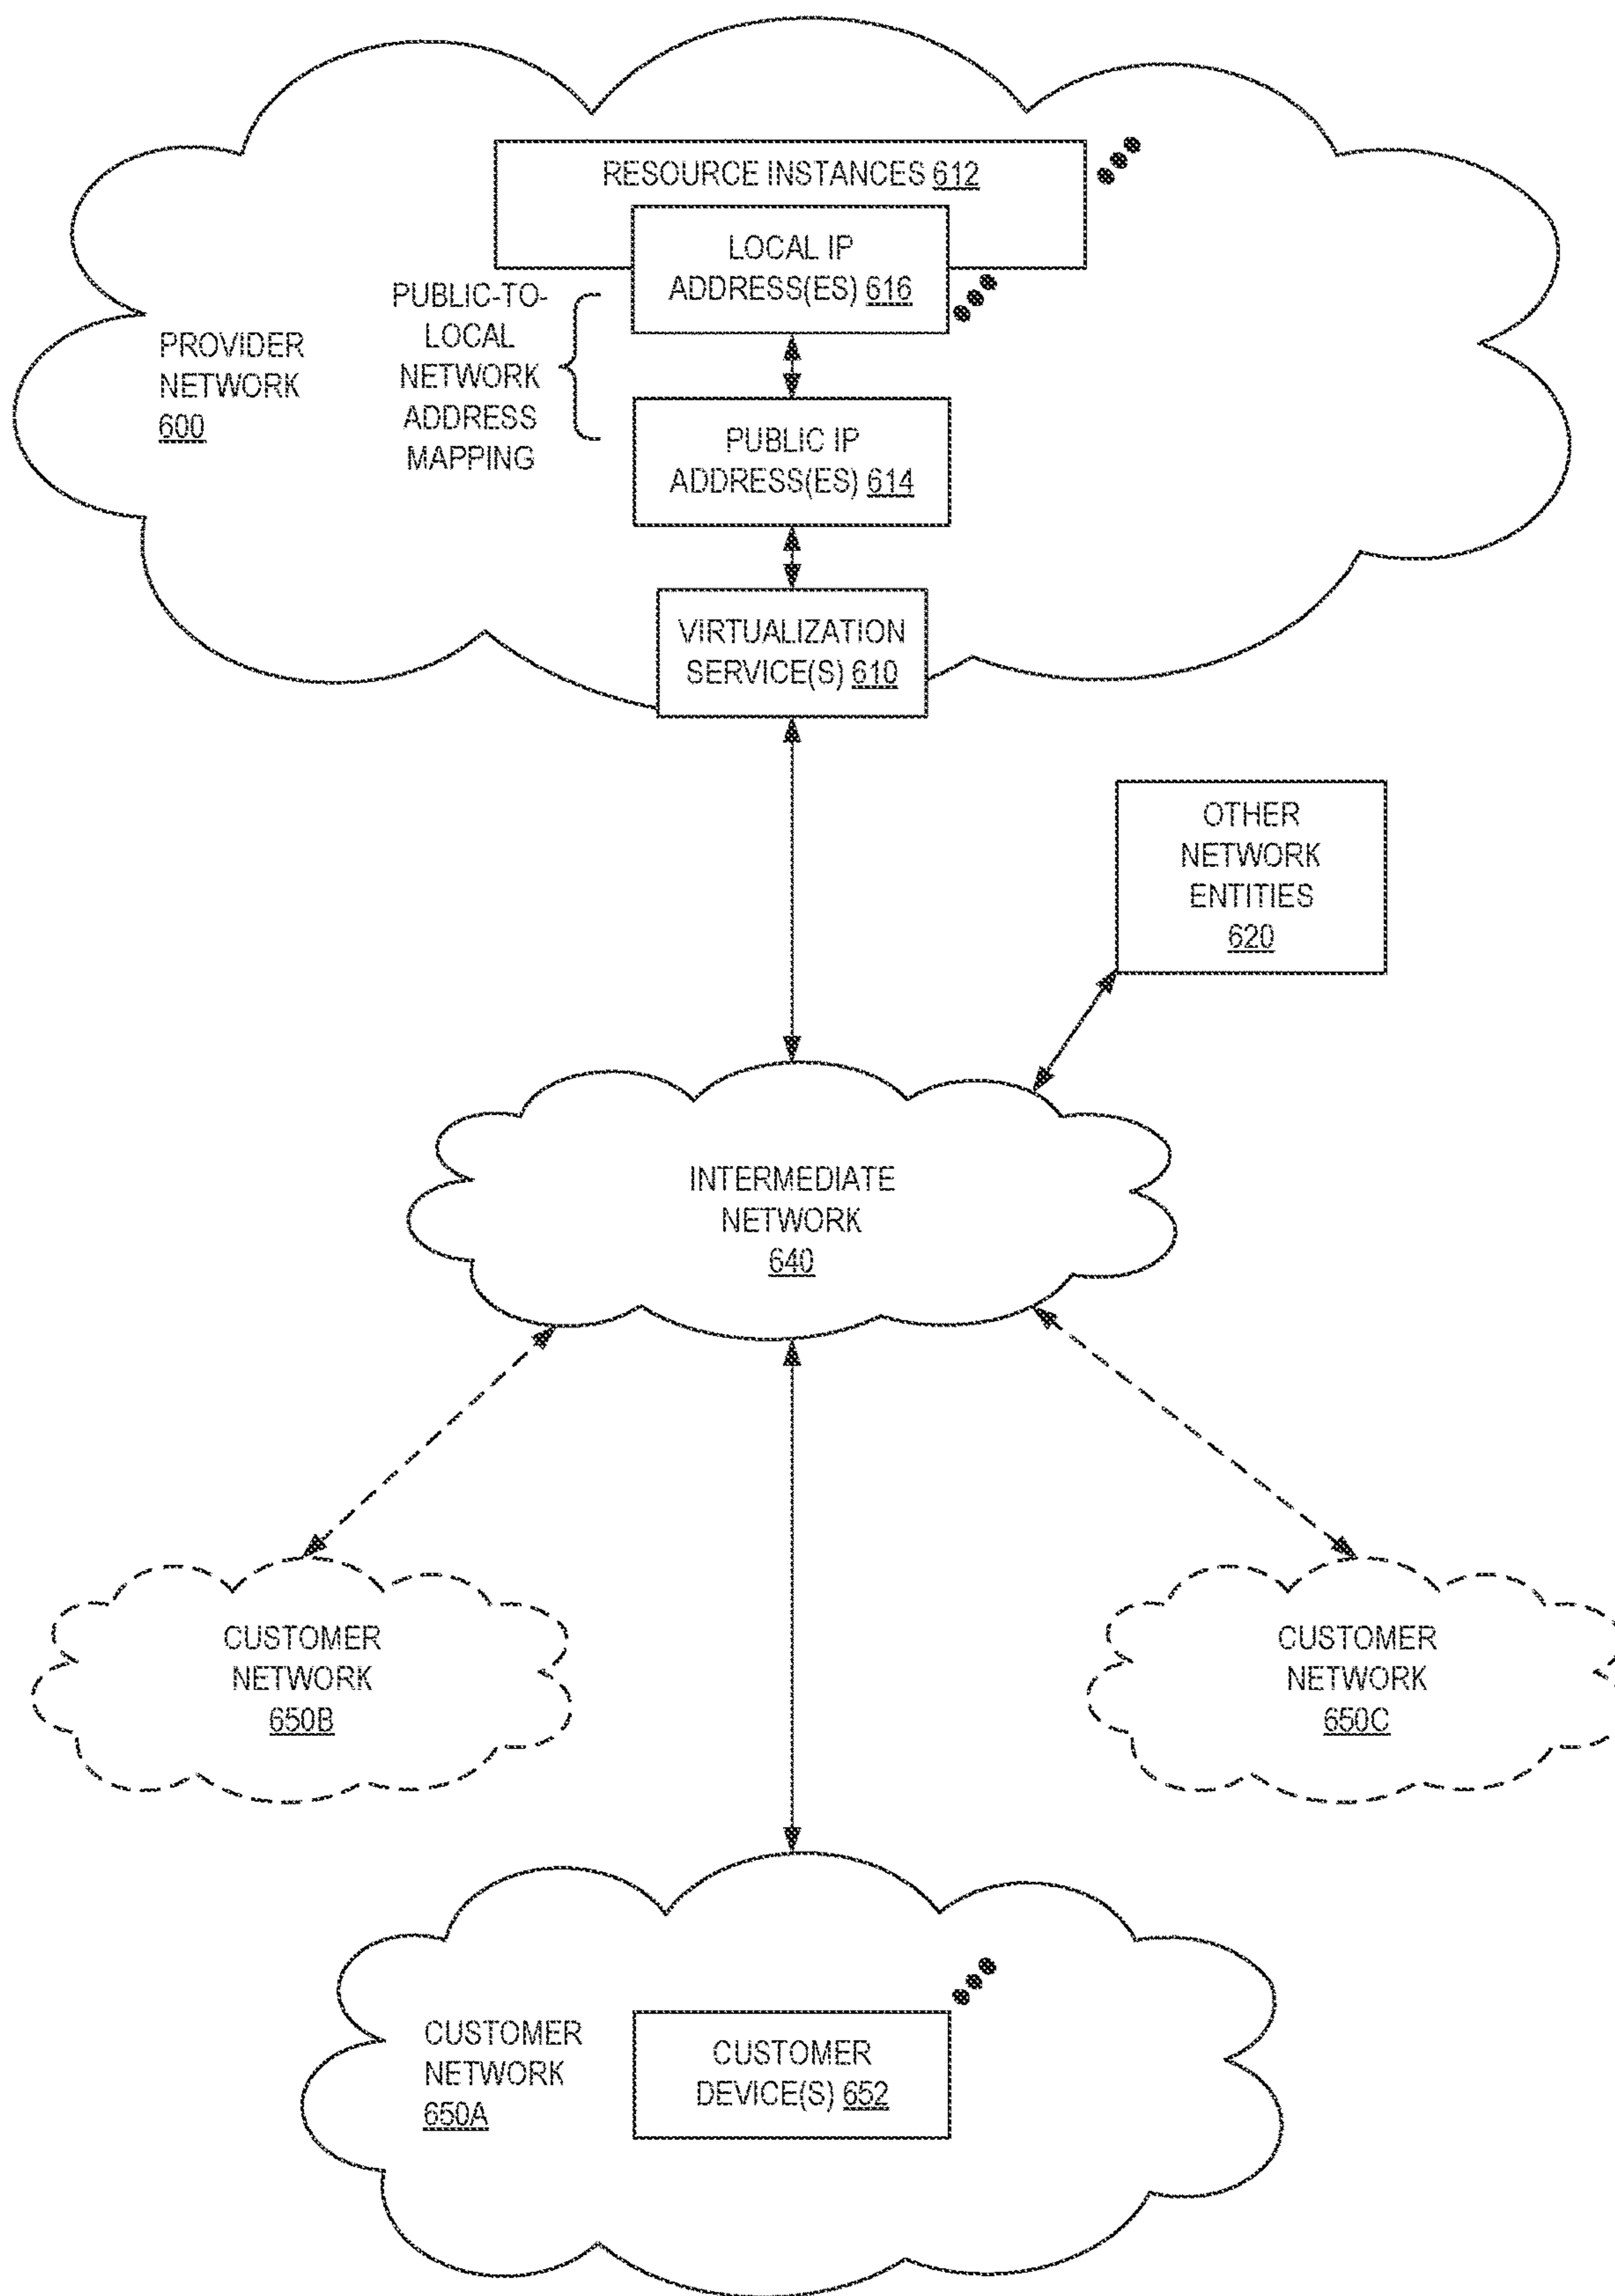 RESOURCE INSTANCES 612
LOCAL IP
ADDRESS(ES) 616
PUBLIC-TO-
LOCAL
NETWORK
ADDRESS
MAPPING
PROVIDER
NETWORK
600
PUBLIC IP
ADDRESS(ES) 614
VIRTUALIZATION
SERVICE(S) 610
OTHER
NETWORK
ENTITIES
620
INTERMEDIATE
NETWORK
640
CUSTOMER
NETWORK
650B
CUSTOMER
NETWORK
650C
CUSTOMER
NETWORK
650A
CUSTOMER
DEVICE(S) 652